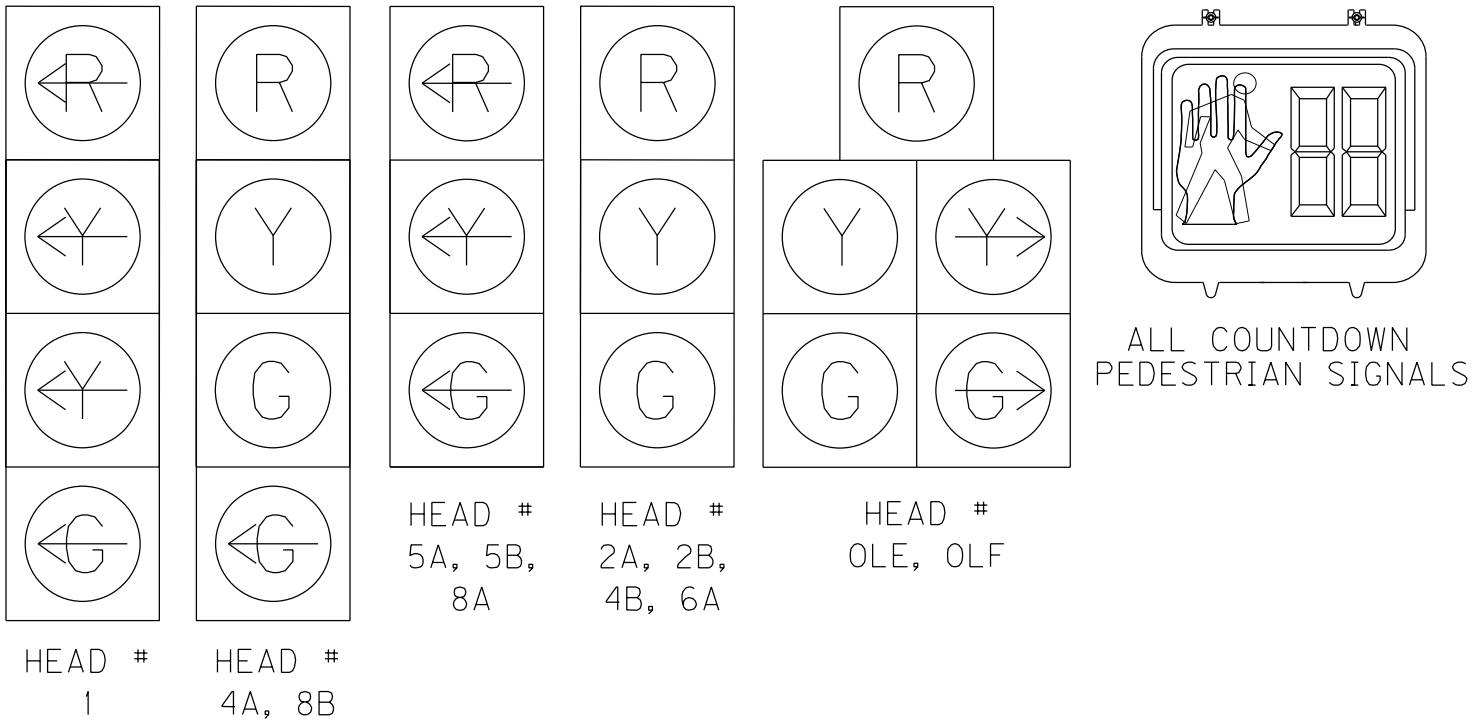 R
Y
Y
G
HEAD #
1
R
Y
G
G
HEAD #
4A, 8B
R
Y
G
HEAD #
5A, 5B,
8A
R
Y
G
HEAD #
2A, 2B,
4B, 6A
R
Y Y
G G
HEAD #
OLE, OLF
88
ALL COUNTDOWN
PEDESTRIAN SIGNALS